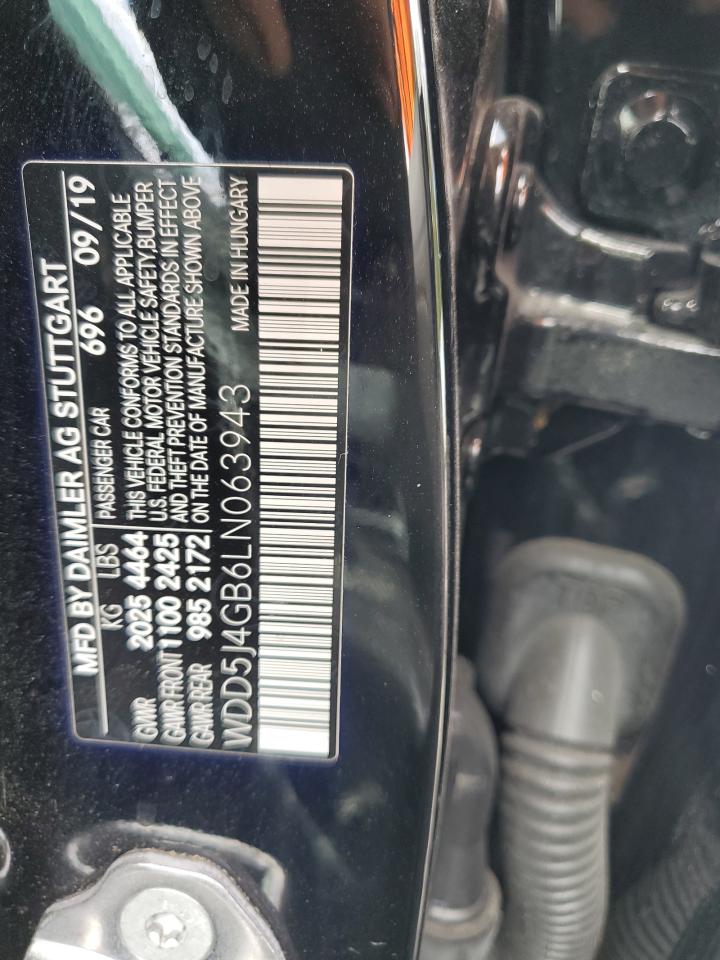 MFD BY DAIMLER AG STUTTGART
KG LBS PASSENGER CAR 696 09/19
GVWR 2025 4464 THIS VEHICLE CONFORMS TO ALL APPLICABLE
GAWR FRONT 1100 2425 U.S. FEDERAL MOTOR VEHICLE SAFETY, BUMPER
GAWR REAR 985 2172 AND THEFT PREVENTION STANDARDS IN EFFECT
ON THE DATE OF MANUFACTURE SHOWN ABOVE
WDD5J4GB6LN063943 MADE IN HUNGARY